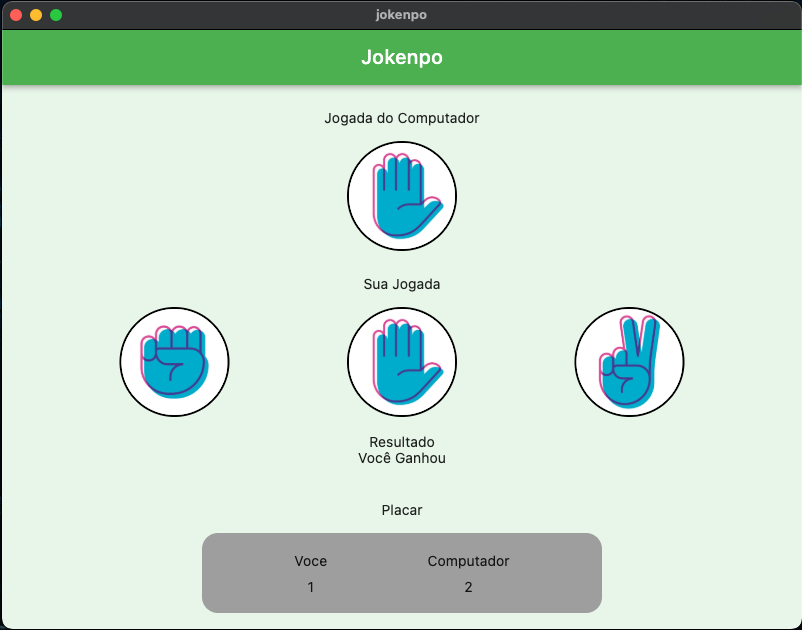 jokenpo
Jokenpo
Jogada do Computador
Sua Jogada
Resultado
Você Ganhou
Placar
Voce Computador
1 2